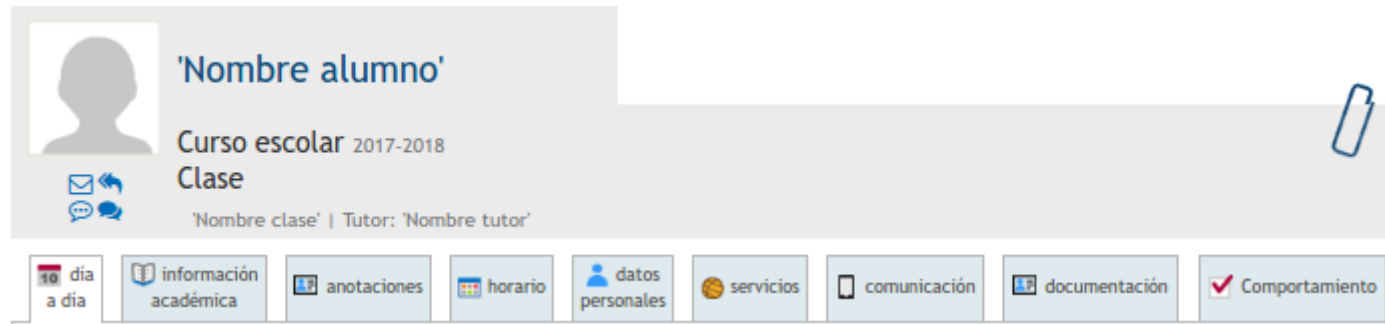 'Nombre alumno'
Curso escolar 2017-2018
Clase
'Nombre clase' | Tutor: 'Nombre tutor'
10 día
a día
información
académica
anotaciones
horario
datos
personales
servicios
comunicación
documentación
Comportamiento